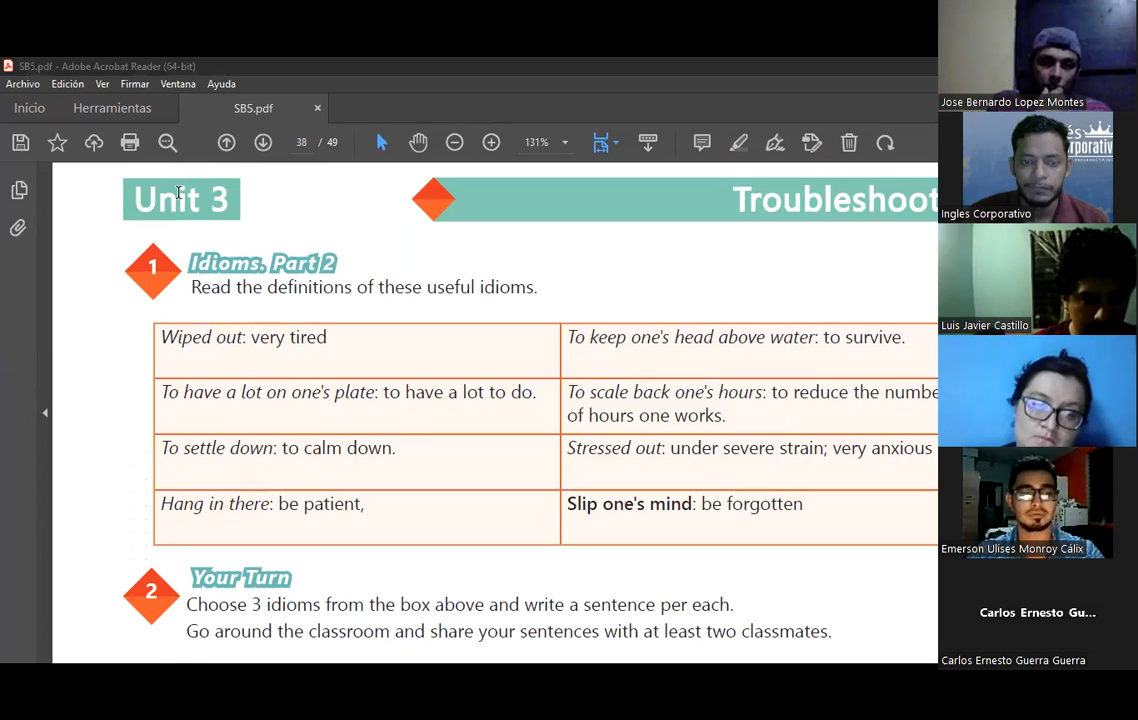 SB5.pdf - Adobe Acrobat Reader (64-bit)
Archivo Edición Ver Firmar Ventana Ayuda
Inicio Herramientas SB5.pdf ×
38 / 49 131%
Unit 3 Troubleshoot
1 Idioms. Part 2
Read the definitions of these useful idioms.
Wiped out: very tired
To keep one's head above water: to survive.
To have a lot on one's plate: to have a lot to do.
To scale back one's hours: to reduce the numbe
of hours one works.
To settle down: to calm down.
Stressed out: under severe strain; very anxious
Hang in there: be patient,
Slip one's mind: be forgotten
2 Your Turn
Choose 3 idioms from the box above and write a sentence per each.
Go around the classroom and share your sentences with at least two classmates.
Jose Bernardo Lopez Montes
és
orporativ
Ingles Corporativo
Luis Javier Castillo
Emerson Ulises Monroy Cálix
Carlos Ernesto Gu...
Carlos Ernesto Guerra Guerra